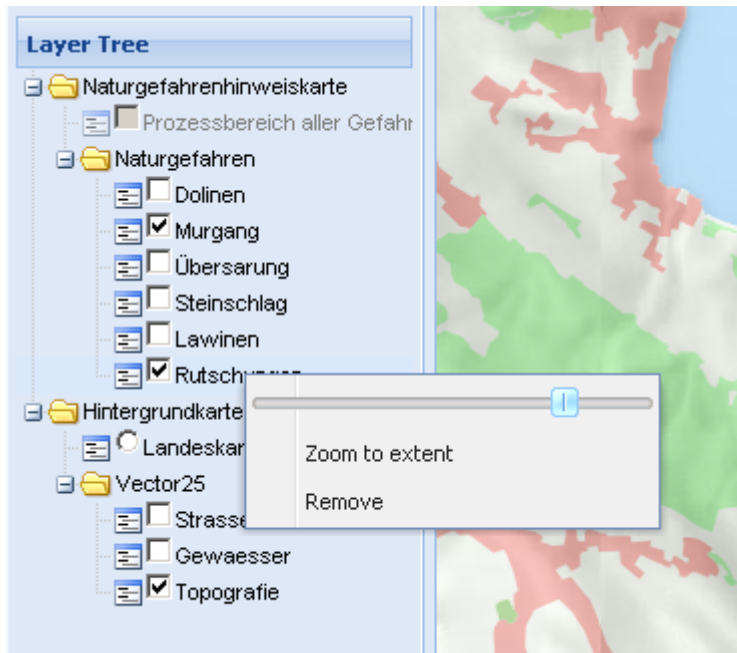 Layer Tree
Naturgefahrenhinweiskarte
Prozessbereich aller Gefahr
Naturgefahren
Dolinen
Murgang
Übersarung
Steinschlag
Lawinen
Rutschungen
Hintergrundkarte
Landeskar
Zoom to extent
Vector25
Remove
Strasse
Gewaesser
Topografie